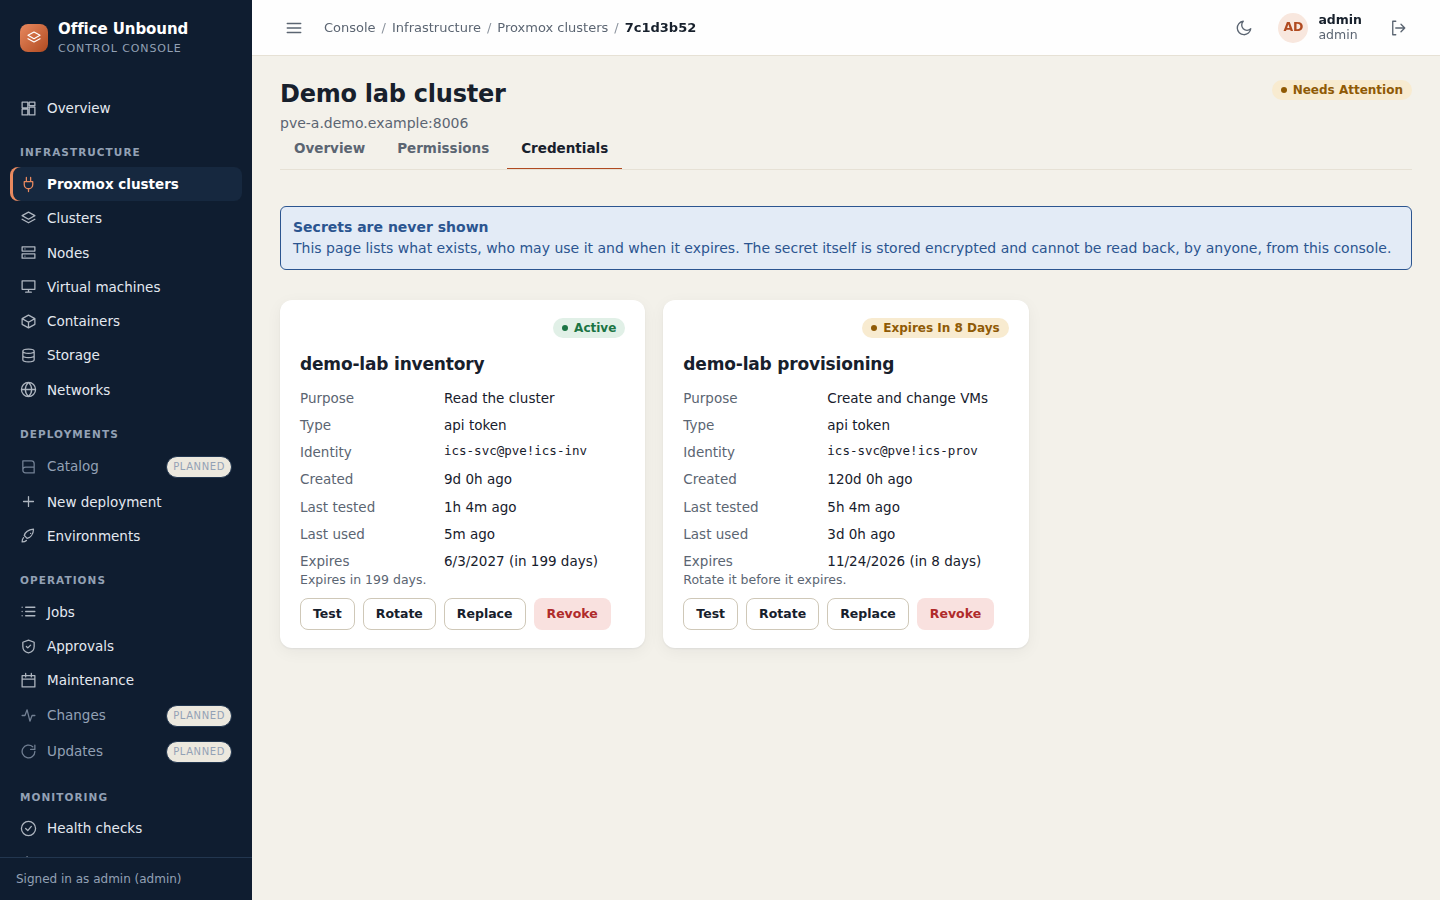 Office Unbound
CONTROL CONSOLE
Overview
INFRASTRUCTURE
Proxmox clusters
Clusters
Nodes
Virtual machines
Containers
Storage
Networks
DEPLOYMENTS
Catalog PLANNED
New deployment
Environments
OPERATIONS
Jobs
Approvals
Maintenance
Changes PLANNED
Updates PLANNED
MONITORING
Health checks
Signed in as admin (admin)
Console / Infrastructure / Proxmox clusters / 7c1d3b52
AD
admin
admin
Demo lab cluster
Needs Attention
pve-a.demo.example:8006
Overview Permissions Credentials
Secrets are never shown
This page lists what exists, who may use it and when it expires. The secret itself is stored encrypted and cannot be read back, by anyone, from this console.
Active
demo-lab inventory
Purpose Read the cluster
Type api token
Identity ics-svc@pve!ics-inv
Created 9d 0h ago
Last tested 1h 4m ago
Last used 5m ago
Expires 6/3/2027 (in 199 days)
Expires in 199 days.
Test Rotate Replace Revoke
Expires In 8 Days
demo-lab provisioning
Purpose Create and change VMs
Type api token
Identity ics-svc@pve!ics-prov
Created 120d 0h ago
Last tested 5h 4m ago
Last used 3d 0h ago
Expires 11/24/2026 (in 8 days)
Rotate it before it expires.
Test Rotate Replace Revoke